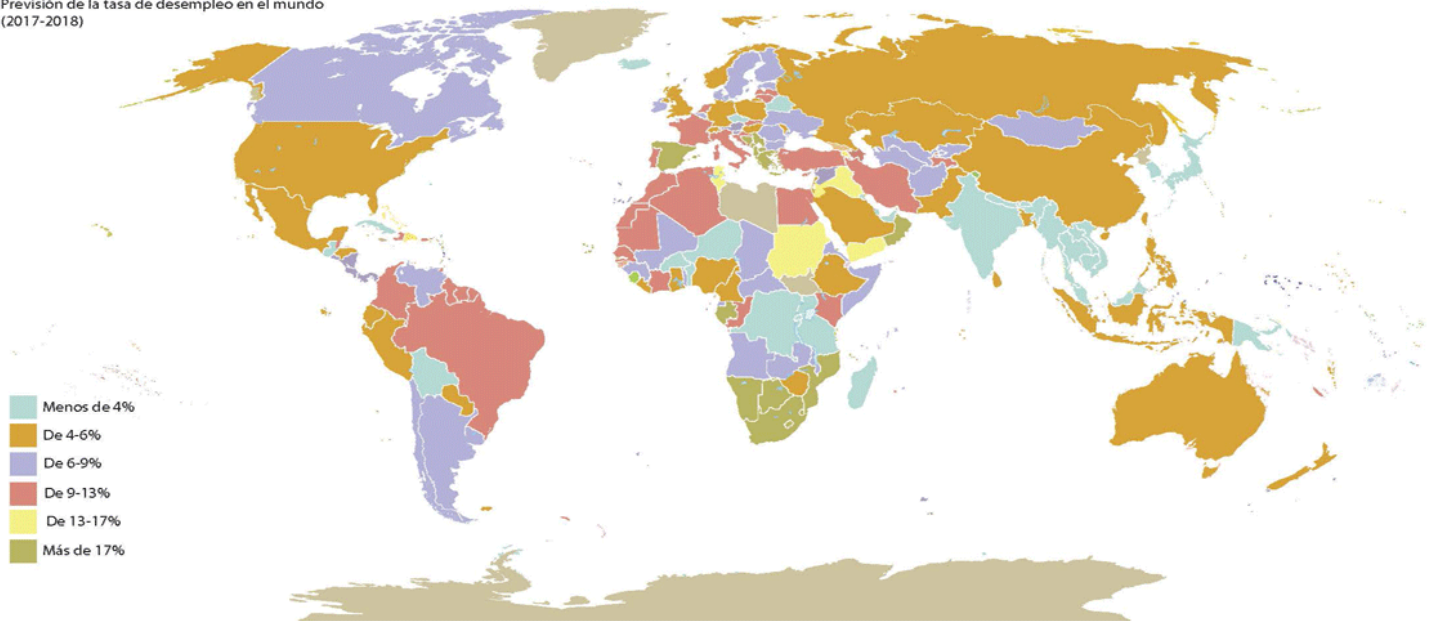 Previsión de la tasa de desempleo en el mundo
(2017-2018)
Menos de 4%
De 4-6%
De 6-9%
De 9-13%
De 13-17%
Más de 17%